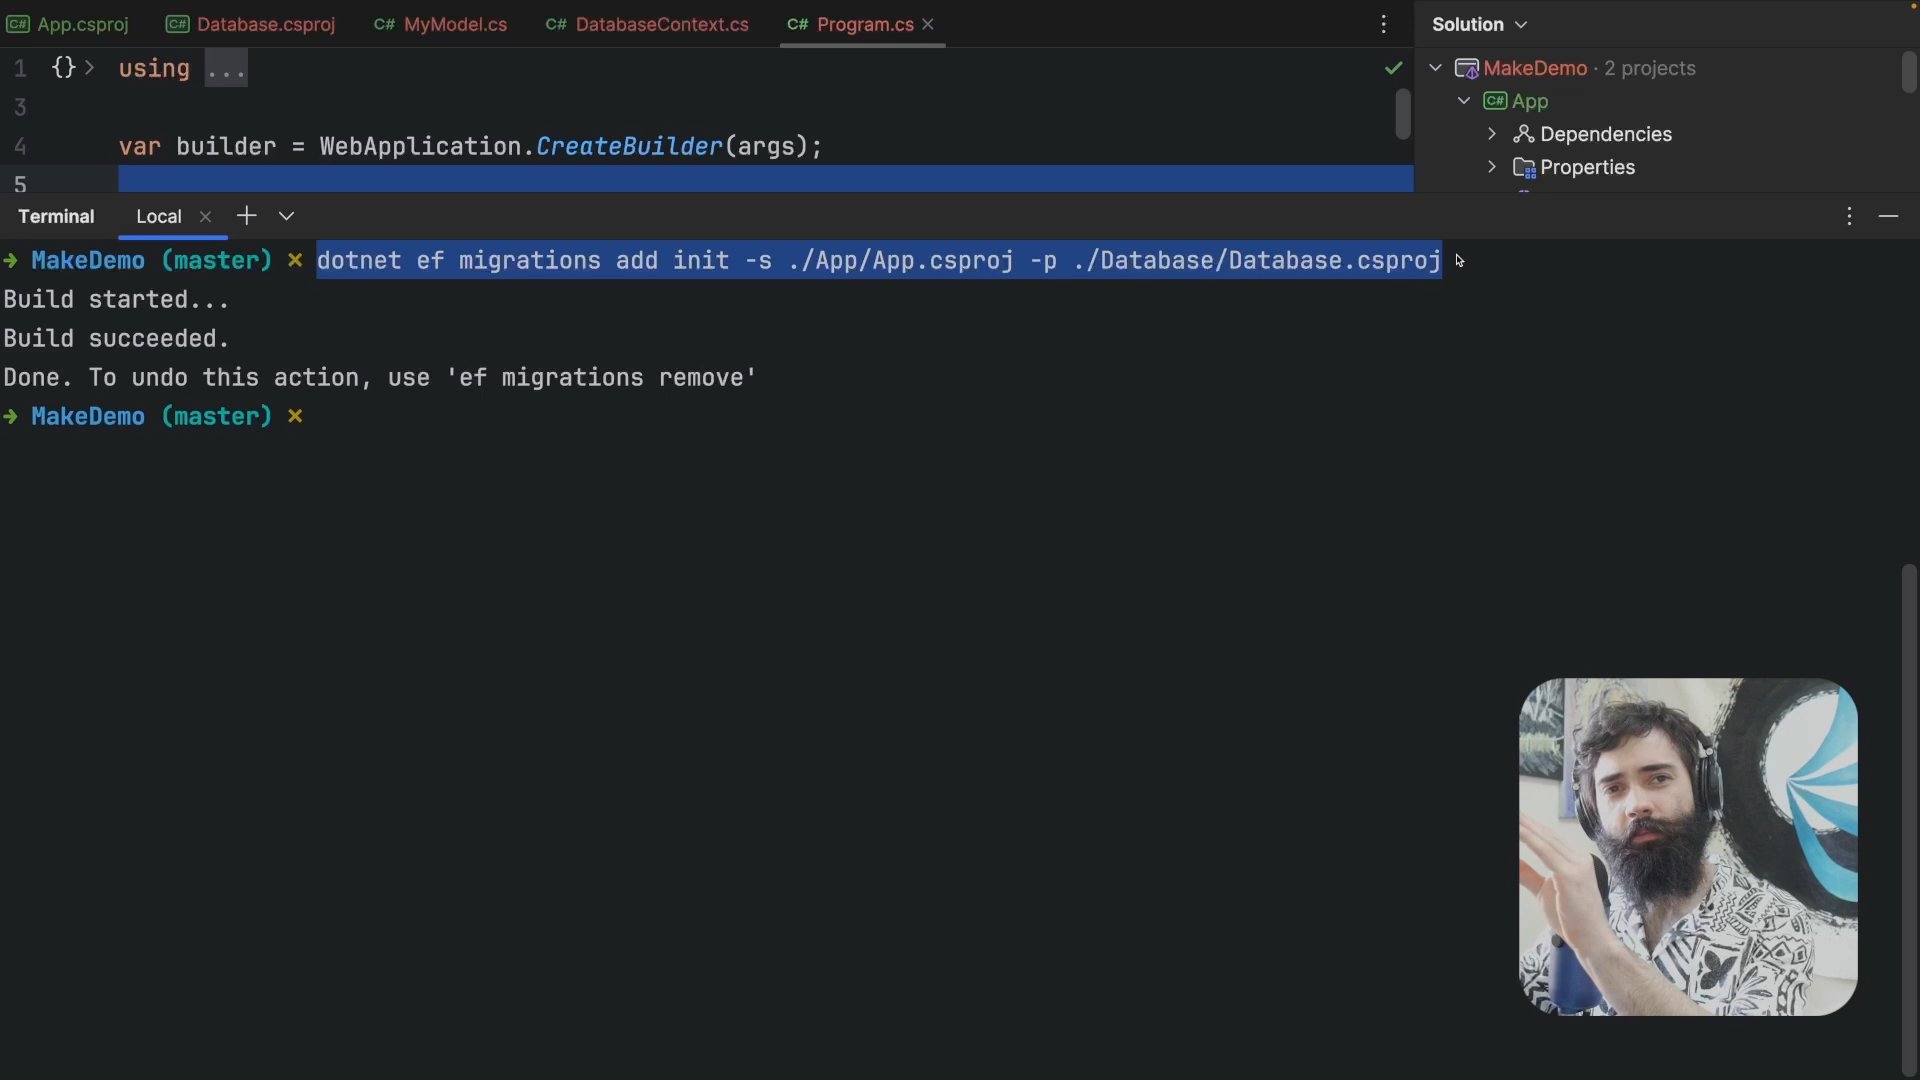 C# App.csproj C# Database.csproj C# MyModel.cs C# DatabaseContext.cs C# Program.cs
Solution
1 {} using ...
3
4 var builder = WebApplication.CreateBuilder(args);
5
MakeDemo · 2 projects
C# App
Dependencies
Properties
Terminal Local
MakeDemo (master) × dotnet ef migrations add init -s ./App/App.csproj -p ./Database/Database.csproj
Build started...
Build succeeded.
Done. To undo this action, use 'ef migrations remove'
MakeDemo (master) ×